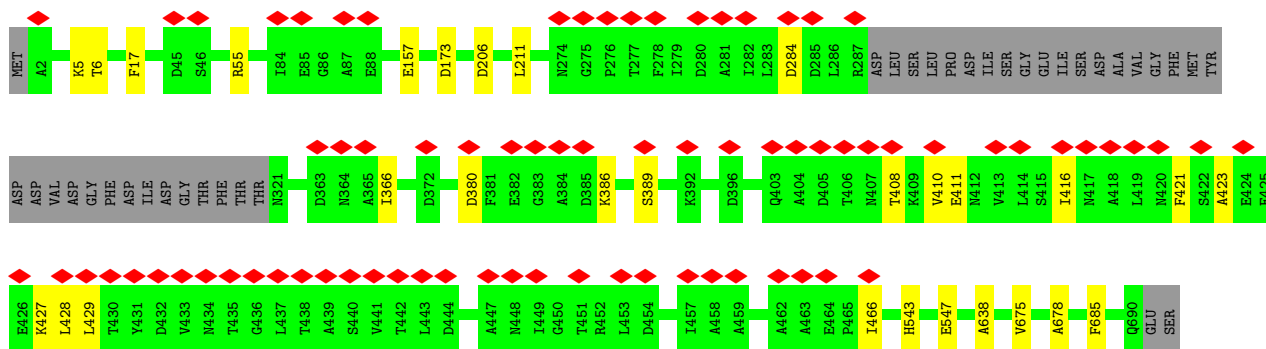 MET A2 K5 T6 F17 D45 S46 R55 I84 E85 G86 A87 E88 E157 D173 D206 L211 N274 G275 P276 T277 F278 I279 D280 A281 I282 L283 D284 D285 L286 R287 ASP LEU SER LEU PRO ASP ILE SER GLY GLU ILE SER ASP ALA VAL GLY PHE MET TYR
ASP ASP VAL ASP GLY PHE ASP ILE ASP GLY THR PHE THR THR N321 D363 N364 A365 I366 D372 D380 F381 E382 G383 A384 D385 K386 S389 K392 D396 Q403 A404 D405 T406 N407 T408 K409 V410 E411 N412 V413 L414 S415 I416 N417 A418 L419 N420 F421 S422 A423 E424
E426 K427 L428 L429 T430 Y431 D432 V433 N434 T435 G436 L437 T438 A439 S440 V441 T442 L443 D444 A447 N448 I449 G450 T451 R452 L453 D454 I457 A458 A459 A462 A463 E464 P465 I466 H543 E547 A638 V675 A678 F685 Q690 GLU SER